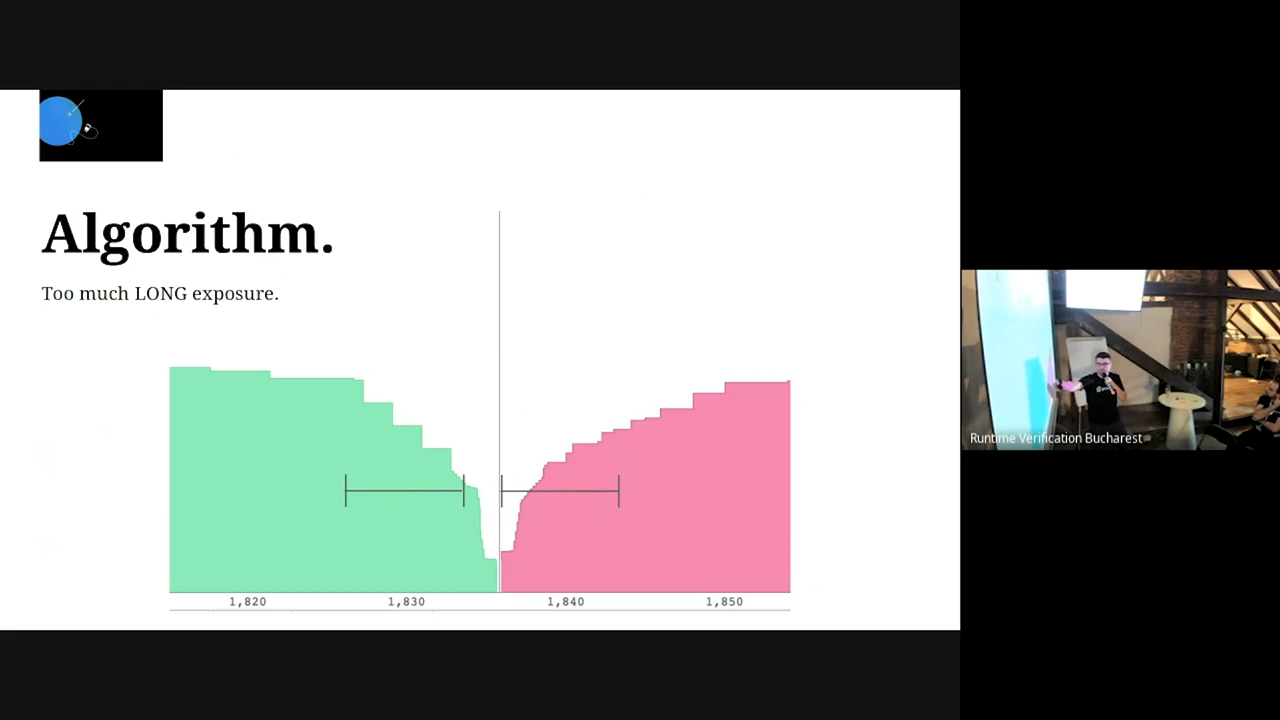 Algorithm.
Too much LONG exposure.
1,820 1,830 1,840 1,850
Runtime Verification Bucharest